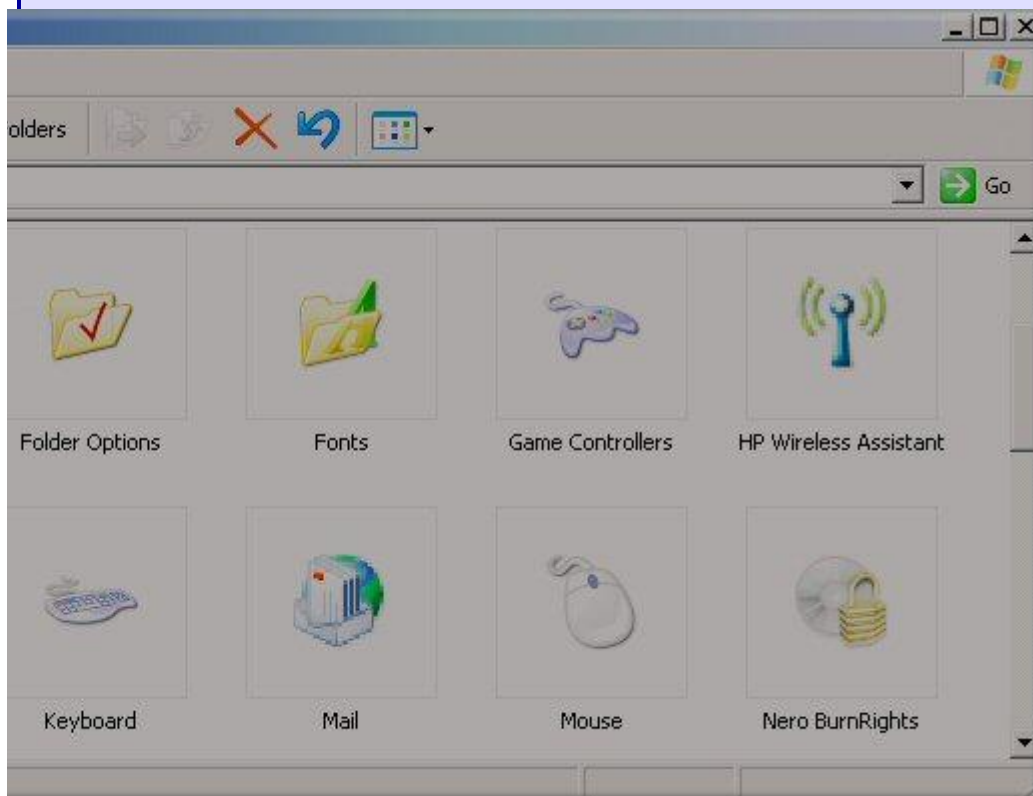 olders
Go
Folder Options Fonts Game Controllers HP Wireless Assistant
Keyboard Mail Mouse Nero BurnRights